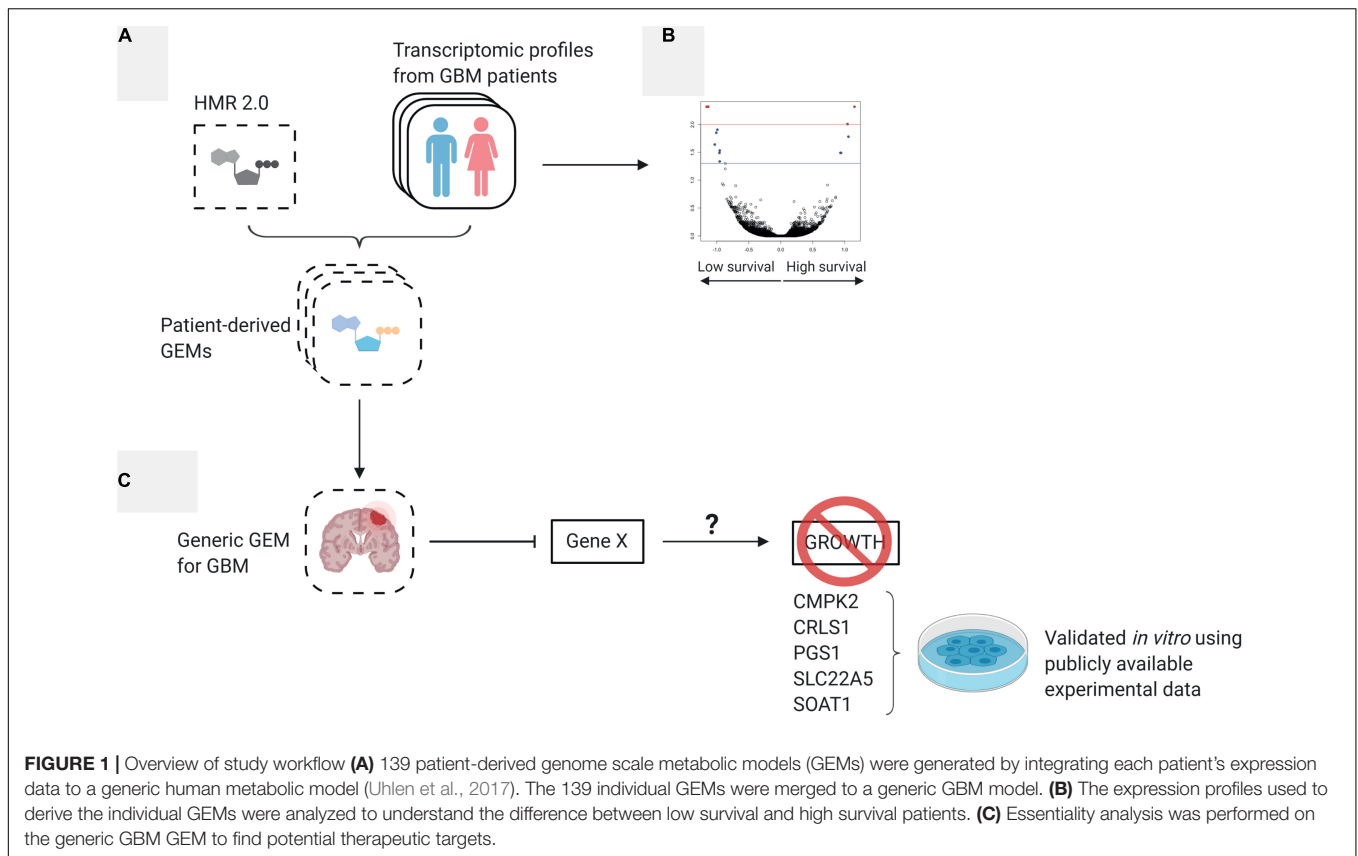 A
Transcriptomic profiles
from GBM patients
HMR 2.0
B
2.0
1.5
1.0
0.5
0.0
-1.0 -0.5 0.0 0.5 1.0
Low survival High survival
Patient-derived
GEMs
C
Generic GEM
for GBM
Gene X
?
GROWTH
CMPK2
CRLS1
PGS1
SLC22A5
SOAT1
Validated in vitro using
publicly available
experimental data
FIGURE 1 | Overview of study workflow (A) 139 patient-derived genome scale metabolic models (GEMs) were generated by integrating each patient's expression
data to a generic human metabolic model (Uhlen et al., 2017). The 139 individual GEMs were merged to a generic GBM model. (B) The expression profiles used to
derive the individual GEMs were analyzed to understand the difference between low survival and high survival patients. (C) Essentiality analysis was performed on
the generic GBM GEM to find potential therapeutic targets.